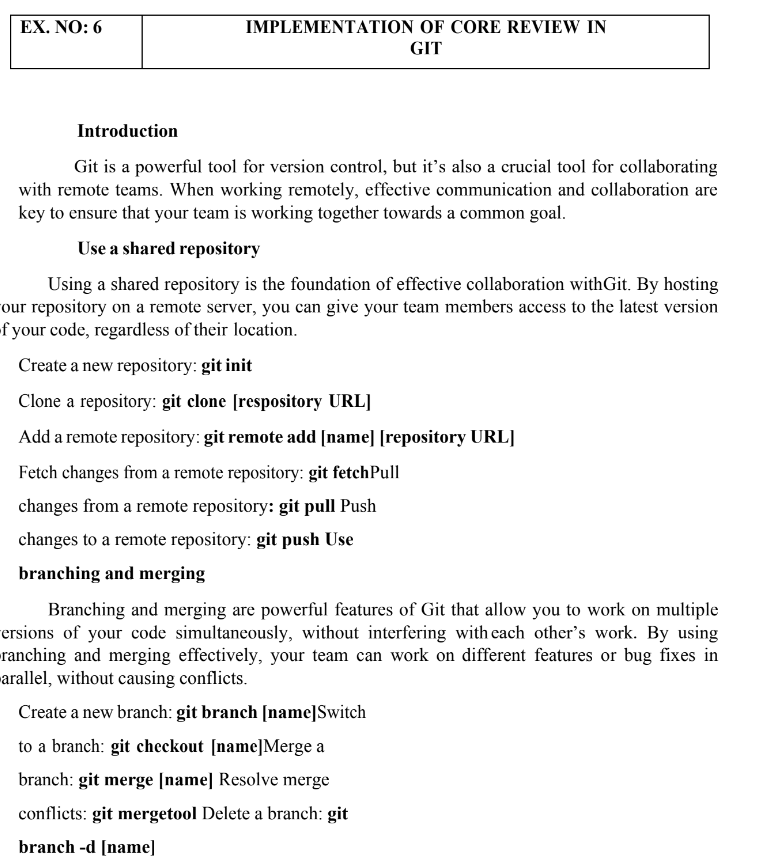 EX. NO: 6
IMPLEMENTATION OF CORE REVIEW IN
GIT
Introduction
Git is a powerful tool for version control, but it’s also a crucial tool for collaborating
with remote teams. When working remotely, effective communication and collaboration are
key to ensure that your team is working together towards a common goal.
Use a shared repository
Using a shared repository is the foundation of effective collaboration withGit. By hosting
our repository on a remote server, you can give your team members access to the latest version
of your code, regardless of their location.
Create a new repository: git init
Clone a repository: git clone [respository URL]
Add a remote repository: git remote add [name] [repository URL]
Fetch changes from a remote repository: git fetchPull
changes from a remote repository: git pull Push
changes to a remote repository: git push Use
branching and merging
Branching and merging are powerful features of Git that allow you to work on multiple
ersions of your code simultaneously, without interfering with each other’s work. By using
ranching and merging effectively, your team can work on different features or bug fixes in
arallel, without causing conflicts.
Create a new branch: git branch [name]Switch
to a branch: git checkout [name]Merge a
branch: git merge [name] Resolve merge
conflicts: git mergetool Delete a branch: git
branch -d [name]